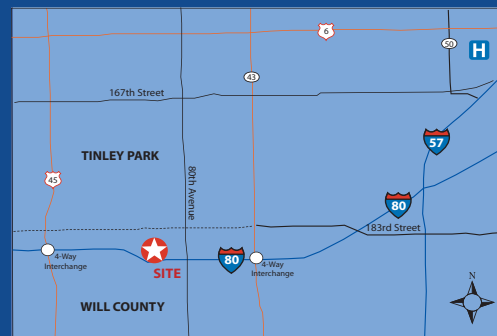 6
50
H
43
167th Street
57
TINLEY PARK
80th Avenue
45
80
183rd Street
4-Way
Interchange
SITE
80
4-Way
Interchange
N
WILL COUNTY